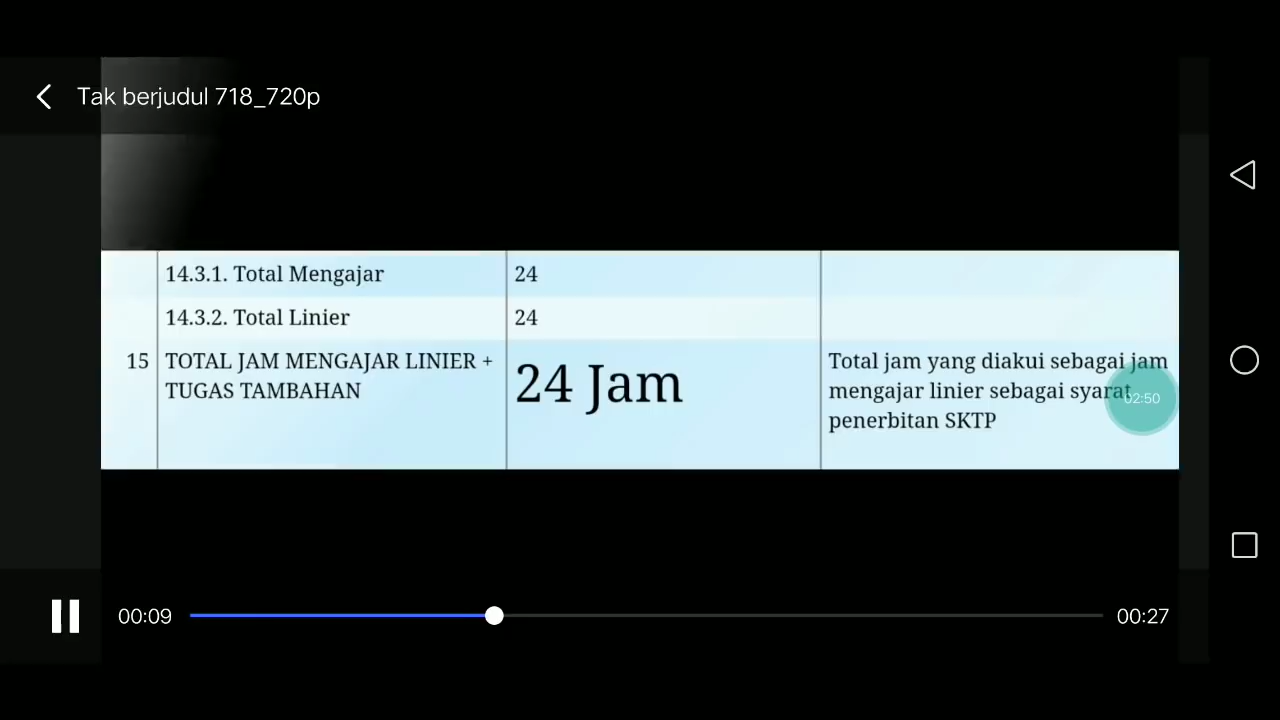 Tak berjudul 718_720p
14.3.1. Total Mengajar 24
14.3.2. Total Linier 24
15 TOTAL JAM MENGAJAR LINIER + 24 Jam Total jam yang diakui sebagai jam
TUGAS TAMBAHAN mengajar linier sebagai syarat
penerbitan SKTP
02:50
00:09 00:27